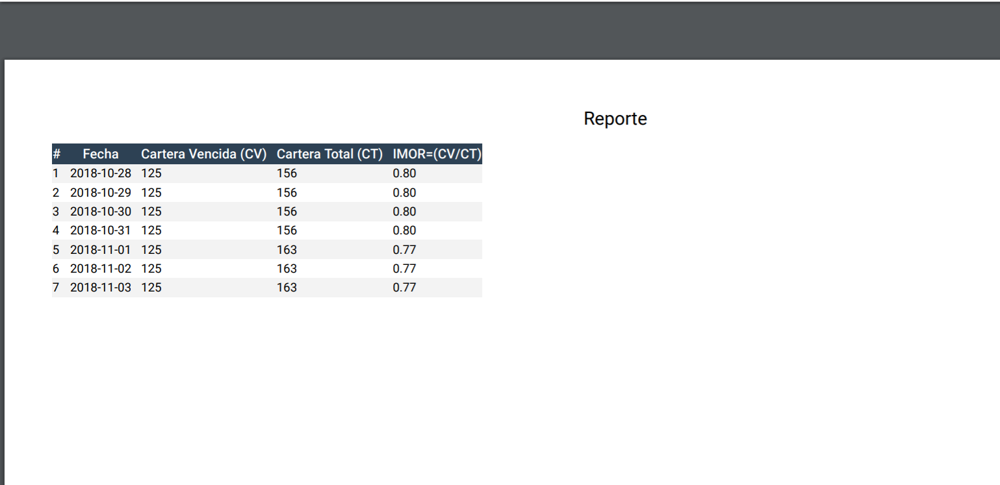 Reporte
# Fecha Cartera Vencida (CV) Cartera Total (CT) IMOR=(CV/CT)
1 2018-10-28 125 156 0.80
2 2018-10-29 125 156 0.80
3 2018-10-30 125 156 0.80
4 2018-10-31 125 156 0.80
5 2018-11-01 125 163 0.77
6 2018-11-02 125 163 0.77
7 2018-11-03 125 163 0.77